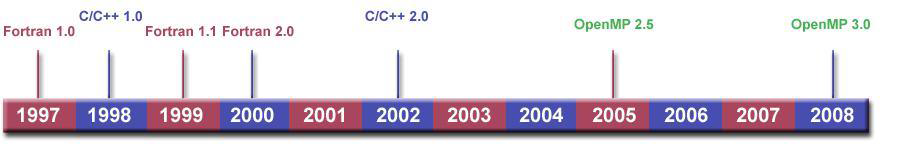 C/C++ 1.0 C/C++ 2.0
Fortran 1.0 Fortran 1.1 Fortran 2.0 OpenMP 2.5 OpenMP 3.0
1997 1998 1999 2000 2001 2002 2003 2004 2005 2006 2007 2008